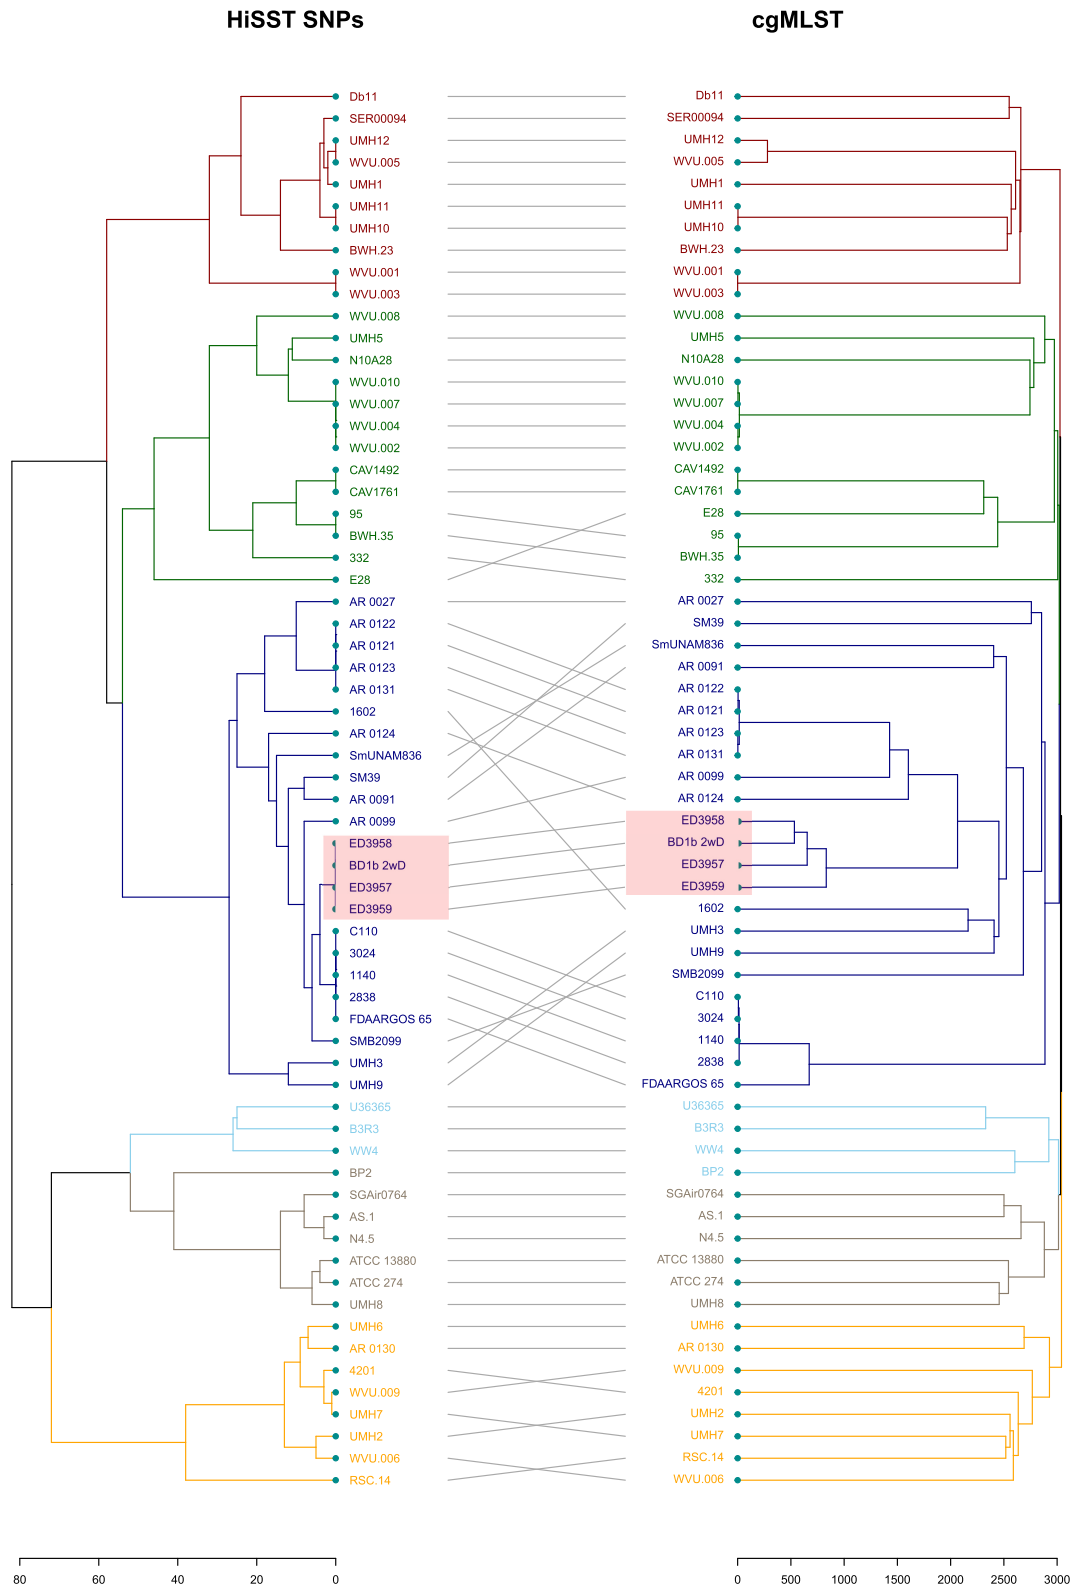 HiSST SNPs
Db11
SER00094
UMH12
WVU.005
UMH1
UMH11
UMH10
BWH.23
WVU.001
WVU.003
WVU.008
UMH5
N10A28
WVU.010
WVU.007
WVU.004
WVU.002
CAV1492
CAV1761
95
BWH.35
332
E28
AR 0027
AR 0122
AR 0121
AR 0123
AR 0131
1602
AR 0124
SmUNAM836
SM39
AR 0091
AR 0099
ED3958
BD1b 2wD
ED3957
ED3959
C110
3024
1140
2838
FDAARGOS 65
SMB2099
UMH3
UMH9
U36365
B3R3
WW4
BP2
SGAir0764
AS.1
N4.5
ATCC 13880
ATCC 274
UMH8
UMH6
AR 0130
4201
WVU.009
UMH7
UMH2
WVU.006
RSC.14
80 60 40 20 0
cgMLST
Db11
SER00094
UMH12
WVU.005
UMH1
UMH11
UMH10
BWH.23
WVU.001
WVU.003
WVU.008
UMH5
N10A28
WVU.010
WVU.007
WVU.004
WVU.002
CAV1492
CAV1761
E28
95
BWH.35
332
AR 0027
SM39
SmUNAM836
AR 0091
AR 0122
AR 0121
AR 0123
AR 0131
AR 0099
AR 0124
ED3958
BD1b 2wD
ED3957
ED3959
1602
UMH3
UMH9
SMB2099
C110
3024
1140
2838
FDAARGOS 65
U36365
B3R3
WW4
BP2
SGAir0764
AS.1
N4.5
ATCC 13880
ATCC 274
UMH8
UMH6
AR 0130
WVU.009
4201
UMH2
UMH7
RSC.14
WVU.006
0 500 1000 1500 2000 2500 3000